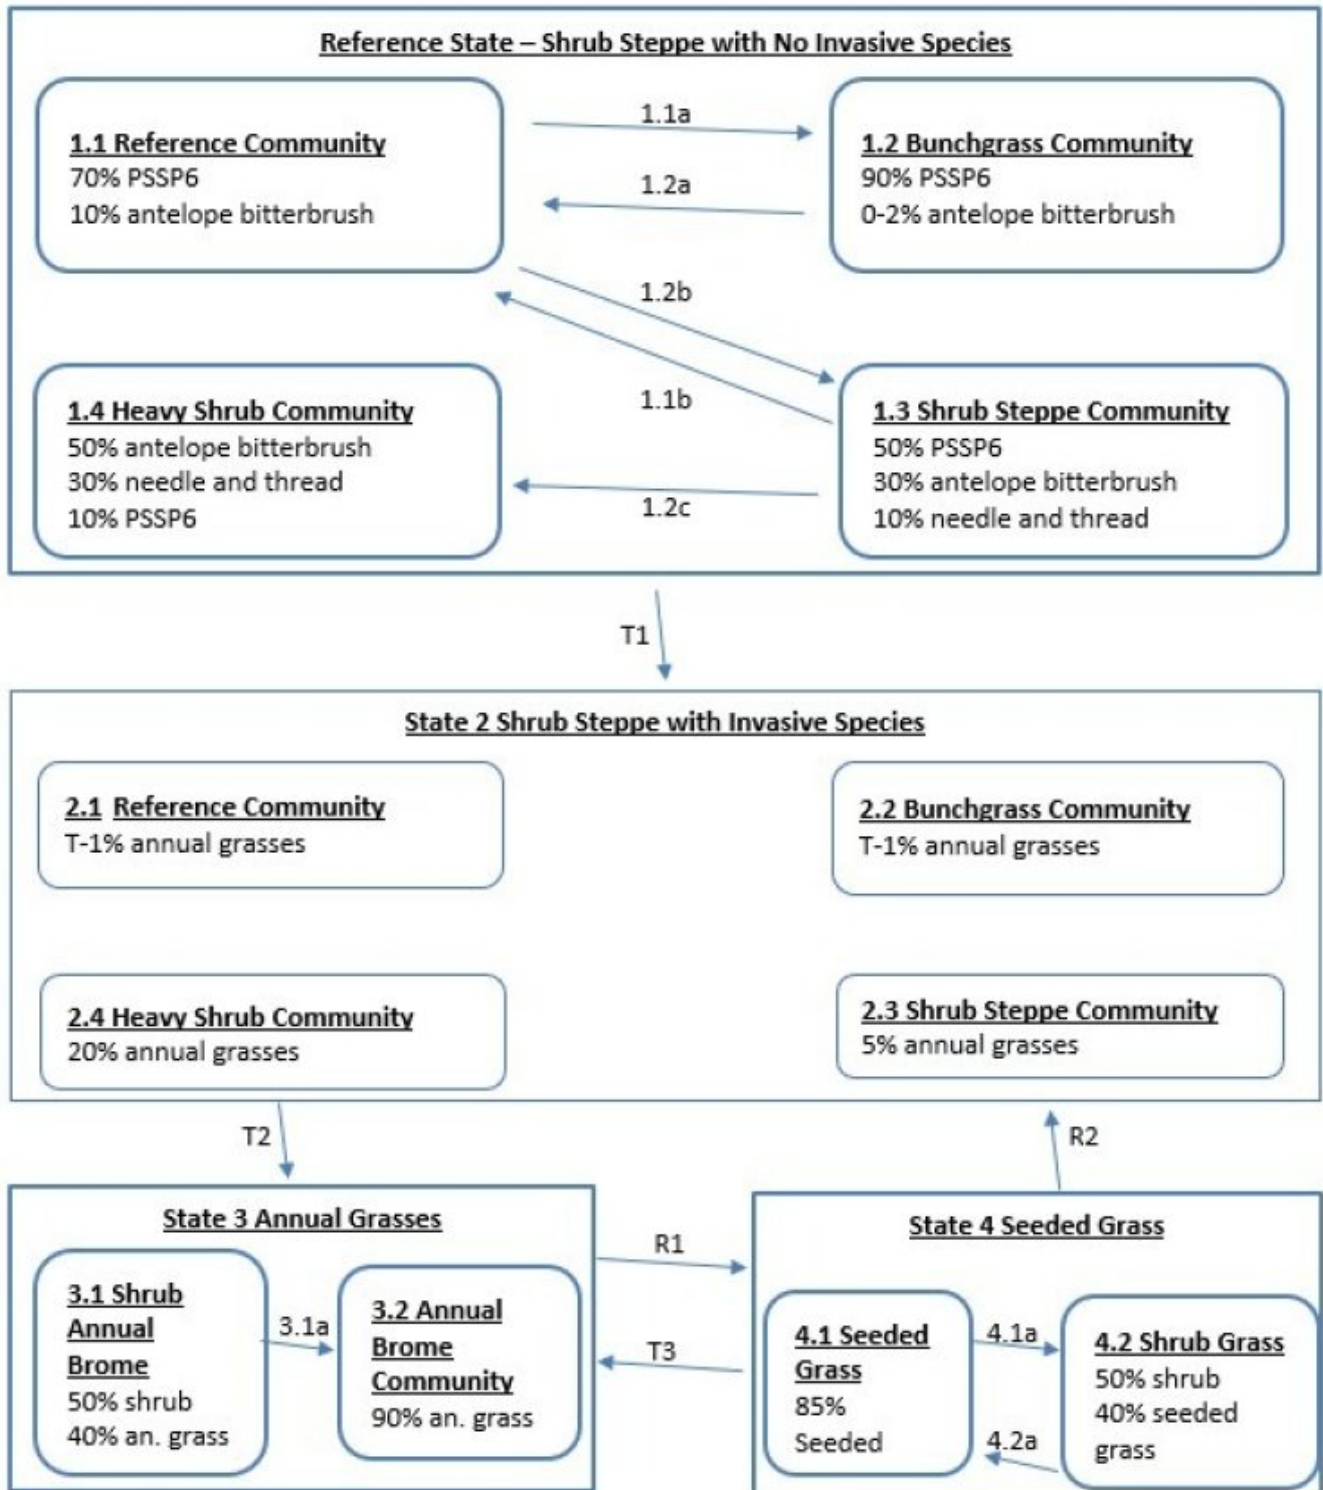 Reference State – Shrub Steppe with No Invasive Species
1.1 Reference Community
70% PSSP6
10% antelope bitterbrush
1.1a
1.2a
1.2 Bunchgrass Community
90% PSSP6
0-2% antelope bitterbrush
1.2b
1.1b
1.4 Heavy Shrub Community
50% antelope bitterbrush
30% needle and thread
10% PSSP6
1.2c
1.3 Shrub Steppe Community
50% PSSP6
30% antelope bitterbrush
10% needle and thread
T1
State 2 Shrub Steppe with Invasive Species
2.1 Reference Community
T-1% annual grasses
2.2 Bunchgrass Community
T-1% annual grasses
2.4 Heavy Shrub Community
20% annual grasses
2.3 Shrub Steppe Community
5% annual grasses
T2
R2
State 3 Annual Grasses
3.1 Shrub
Annual
Brome
50% shrub
40% an. grass
3.1a
3.2 Annual
Brome
Community
90% an. grass
R1
T3
State 4 Seeded Grass
4.1 Seeded
Grass
85%
Seeded
4.1a
4.2a
4.2 Shrub Grass
50% shrub
40% seeded
grass